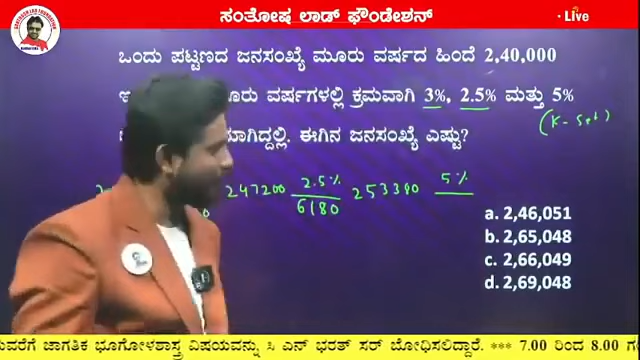 ಸಂತೋಷ ಲಾಡ್ ಫೌಂಡೇಶನ್
Live
ಒಂದು ಪಟ್ಟಣದ ಜನಸಂಖ್ಯೆ ಮೂರು ವರ್ಷದ ಹಿಂದೆ 2,40,000
ವರ್ಷಗಳಲ್ಲಿ ಕ್ರಮವಾಗಿ 3%, 2.5% ಮತ್ತು 5%
(K-Set)
ಈಗಿನ ಜನಸಂಖ್ಯೆ ಎಷ್ಟು?
247200 2.5% 253380 5%
6180
a. 2,46,051
b. 2,65,048
c. 2,66,049
d. 2,69,048
ಜಾಗತಿಕ ಭೂಗೋಳಶಾಸ್ತ್ರ ವಿಷಯವನ್ನು ಸಿ ಎನ್ ಭರತ್ ಸರ್ ಬೋಧಿಸಲಿದ್ದಾರೆ. *** 7.00 ರಿಂದ 8.00